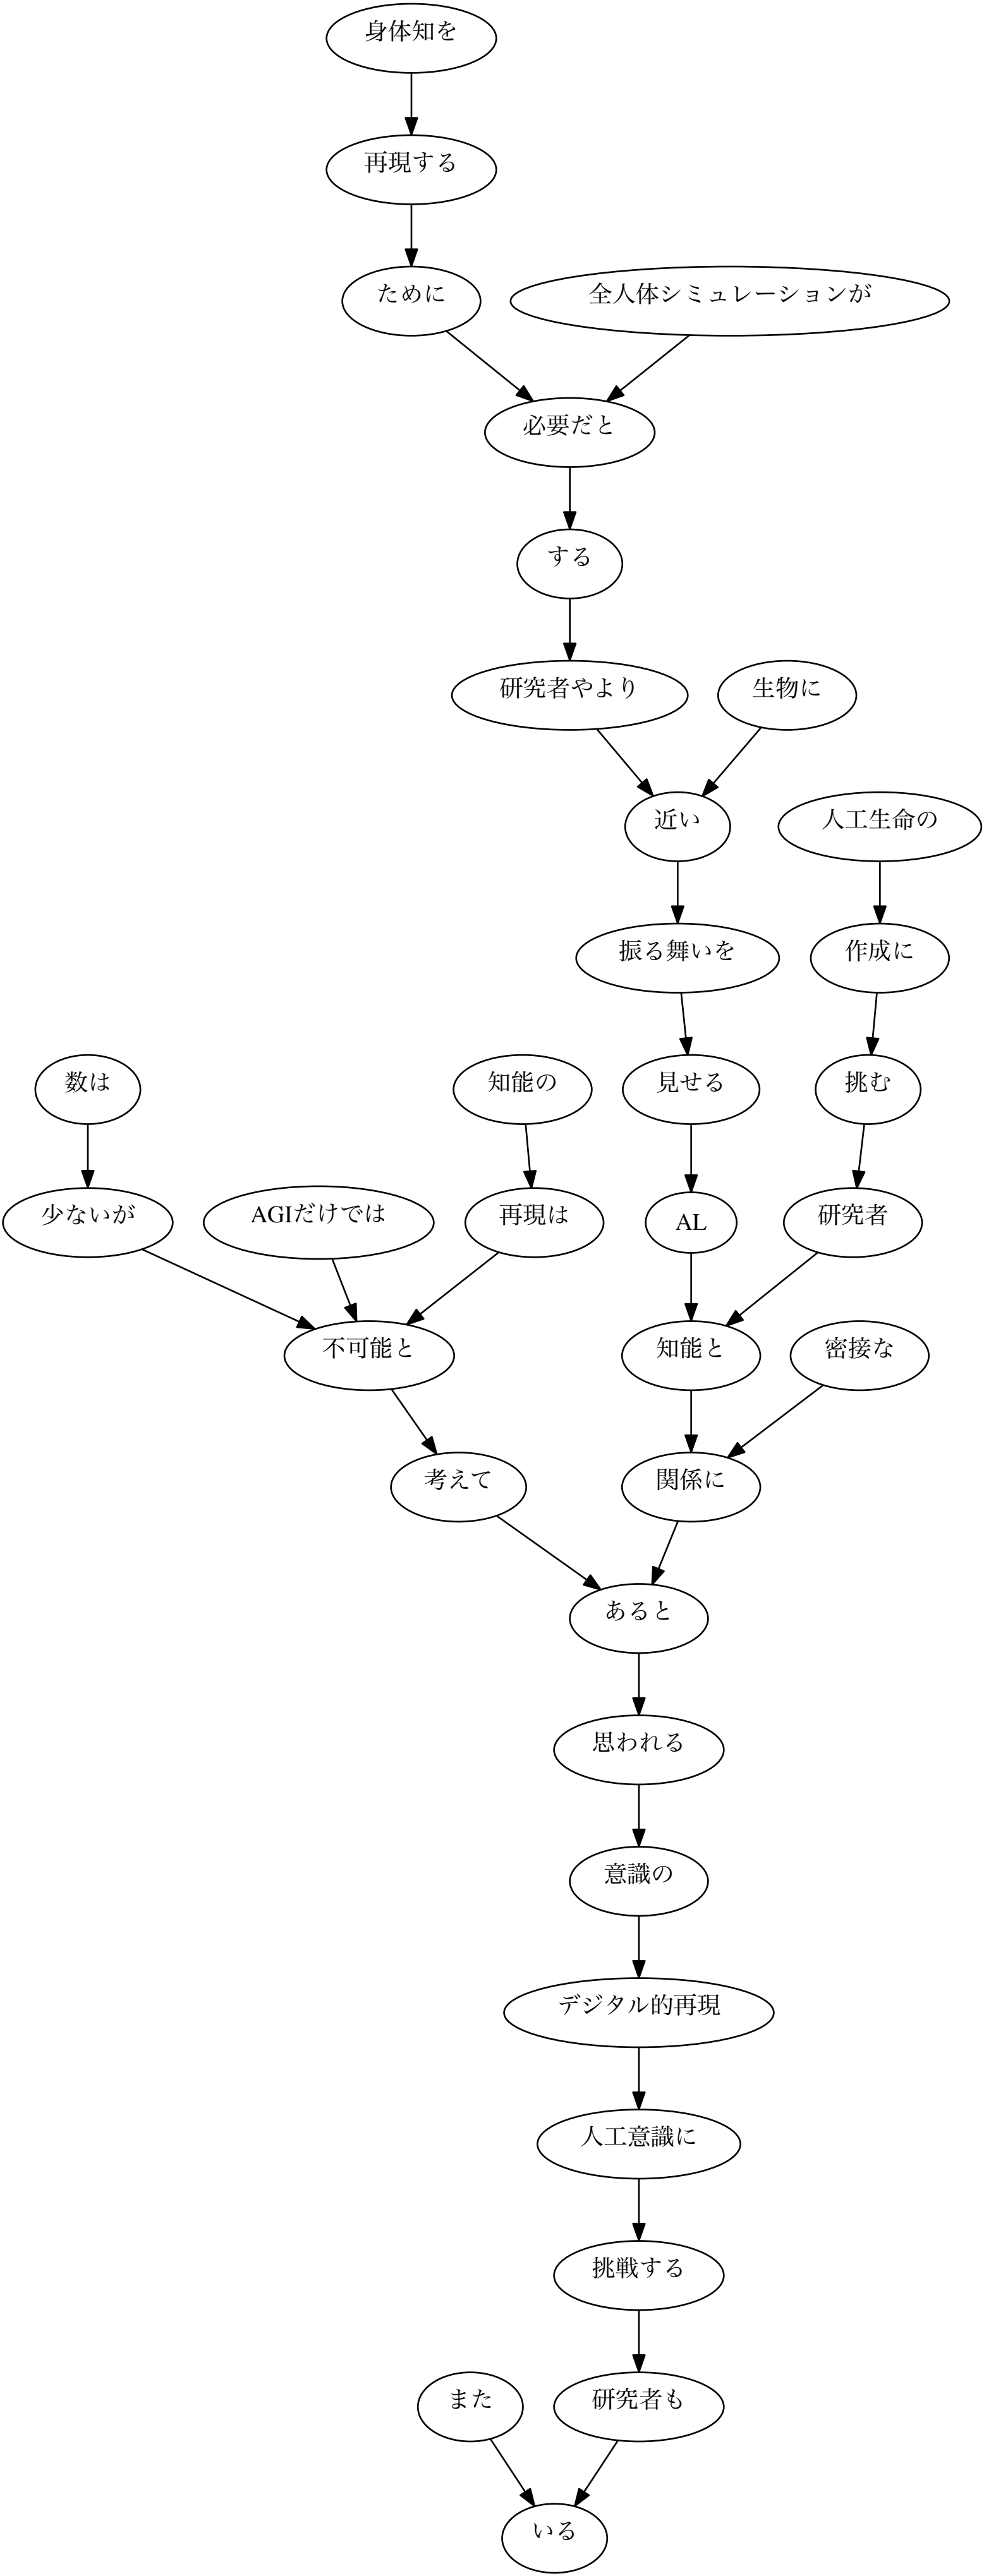 身体知を
再現する
ために
全人体シミュレーションが
必要だと
する
研究者やより
生物に
近い
人工生命の
振る舞いを
作成に
数は
知能の
見せる
挑む
少ないが
AGIだけでは
再現は
AL
研究者
不可能と
知能と
密接な
考えて
関係に
あると
思われる
意識の
デジタル的再現
人工意識に
挑戦する
また
研究者も
いる